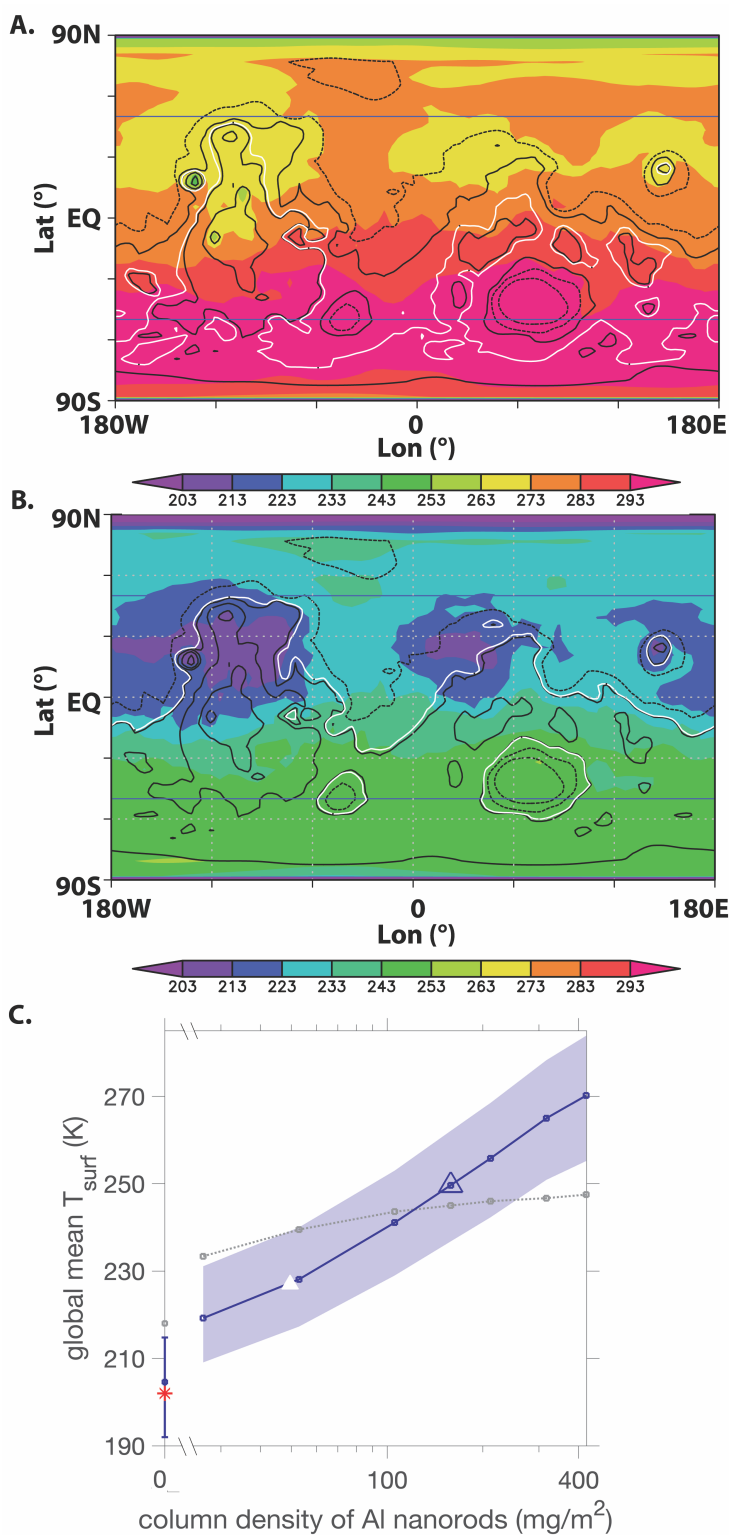 A.
90N
Lat (°)
EQ
90S
180W 0 180E
Lon (°)
203 213 223 233 243 253 263 273 283 293
B.
90N
Lat (°)
EQ
90S
180W 0 180E
Lon (°)
203 213 223 233 243 253 263 273 283 293
C.
270
250
230
210
190
global mean Tsurf (K)
0 100 400
column density of Al nanorods (mg/m²)